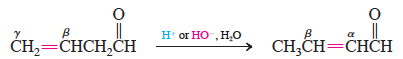 O O
γ β β α
CH₂=CHCH₂CH H⁺ or HO⁻, H₂O CH₃CH=CHCH